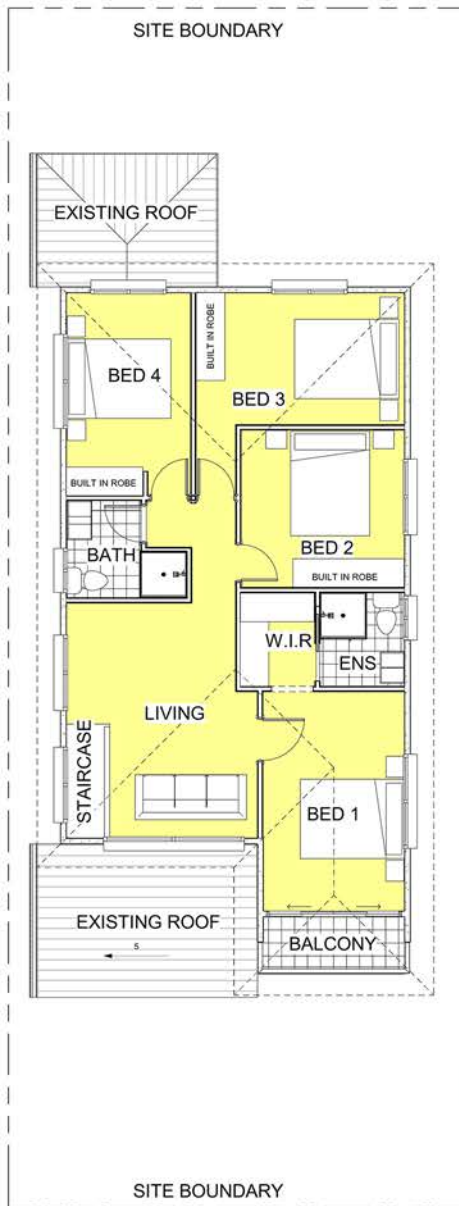 SITE BOUNDARY
EXISTING ROOF
BED 4
BUILT IN ROBE
BED 3
BUILT IN ROBE
BED 2
BUILT IN ROBE
BATH
W.I.R
ENS
LIVING
STAIRCASE
BED 1
EXISTING ROOF
5
BALCONY
SITE BOUNDARY